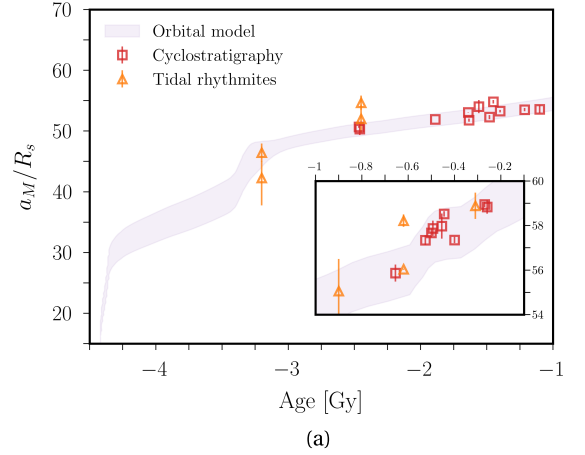 70
60
50
40
30
20
a_M/R_s
Orbital model
Cyclostratigraphy
Tidal rhythmites
−1 −0.8 −0.6 −0.4 −0.2
60
58
56
54
−4 −3 −2 −1
Age [Gy]
(a)